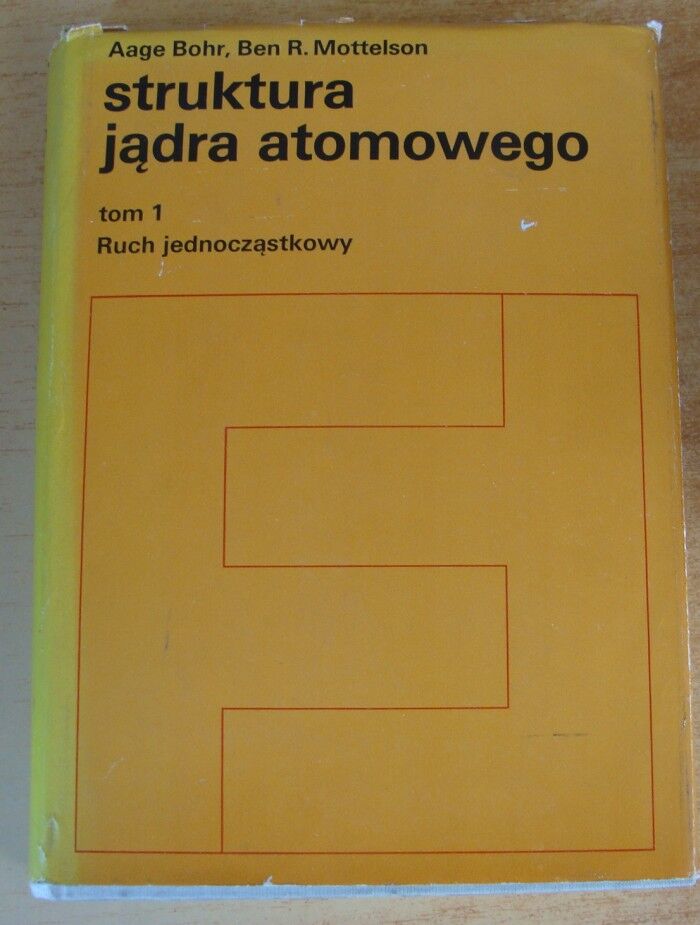 Aage Bohr, Ben R. Mottelson
struktura
jądra atomowego
tom 1
Ruch jednocząstkowy